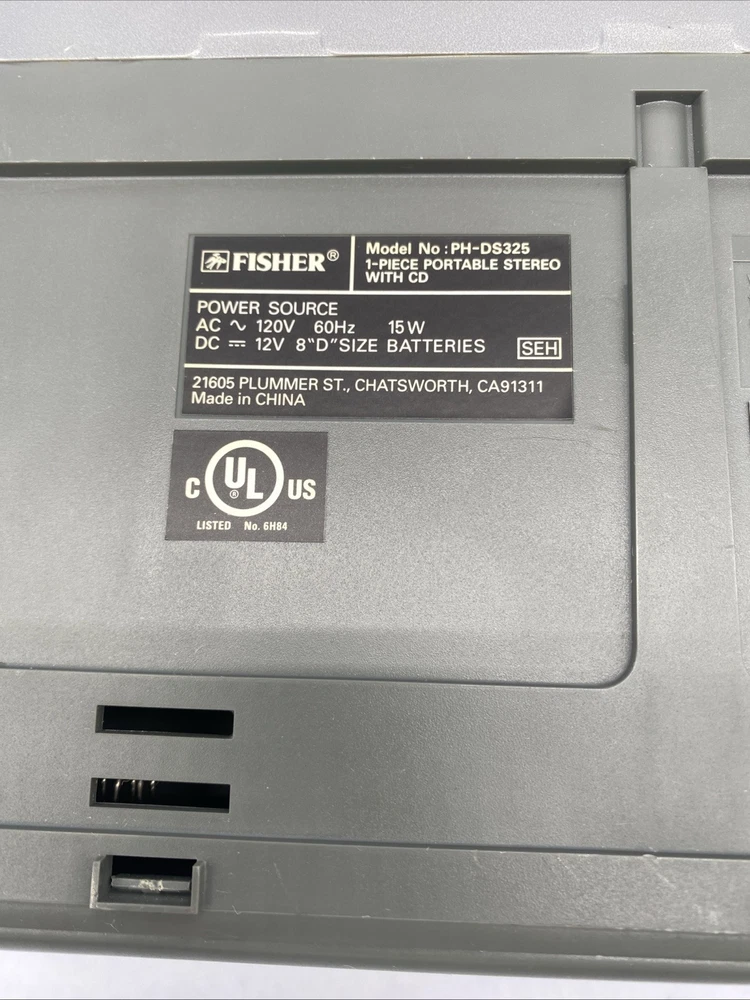 FISHER®
Model No : PH-DS325
1-PIECE PORTABLE STEREO
WITH CD
POWER SOURCE
AC ∿ 120V 60Hz 15W
DC ⎓ 12V 8"D"SIZE BATTERIES SEH
21605 PLUMMER ST., CHATSWORTH, CA91311
Made in CHINA
C UL® US
LISTED No. 6H84